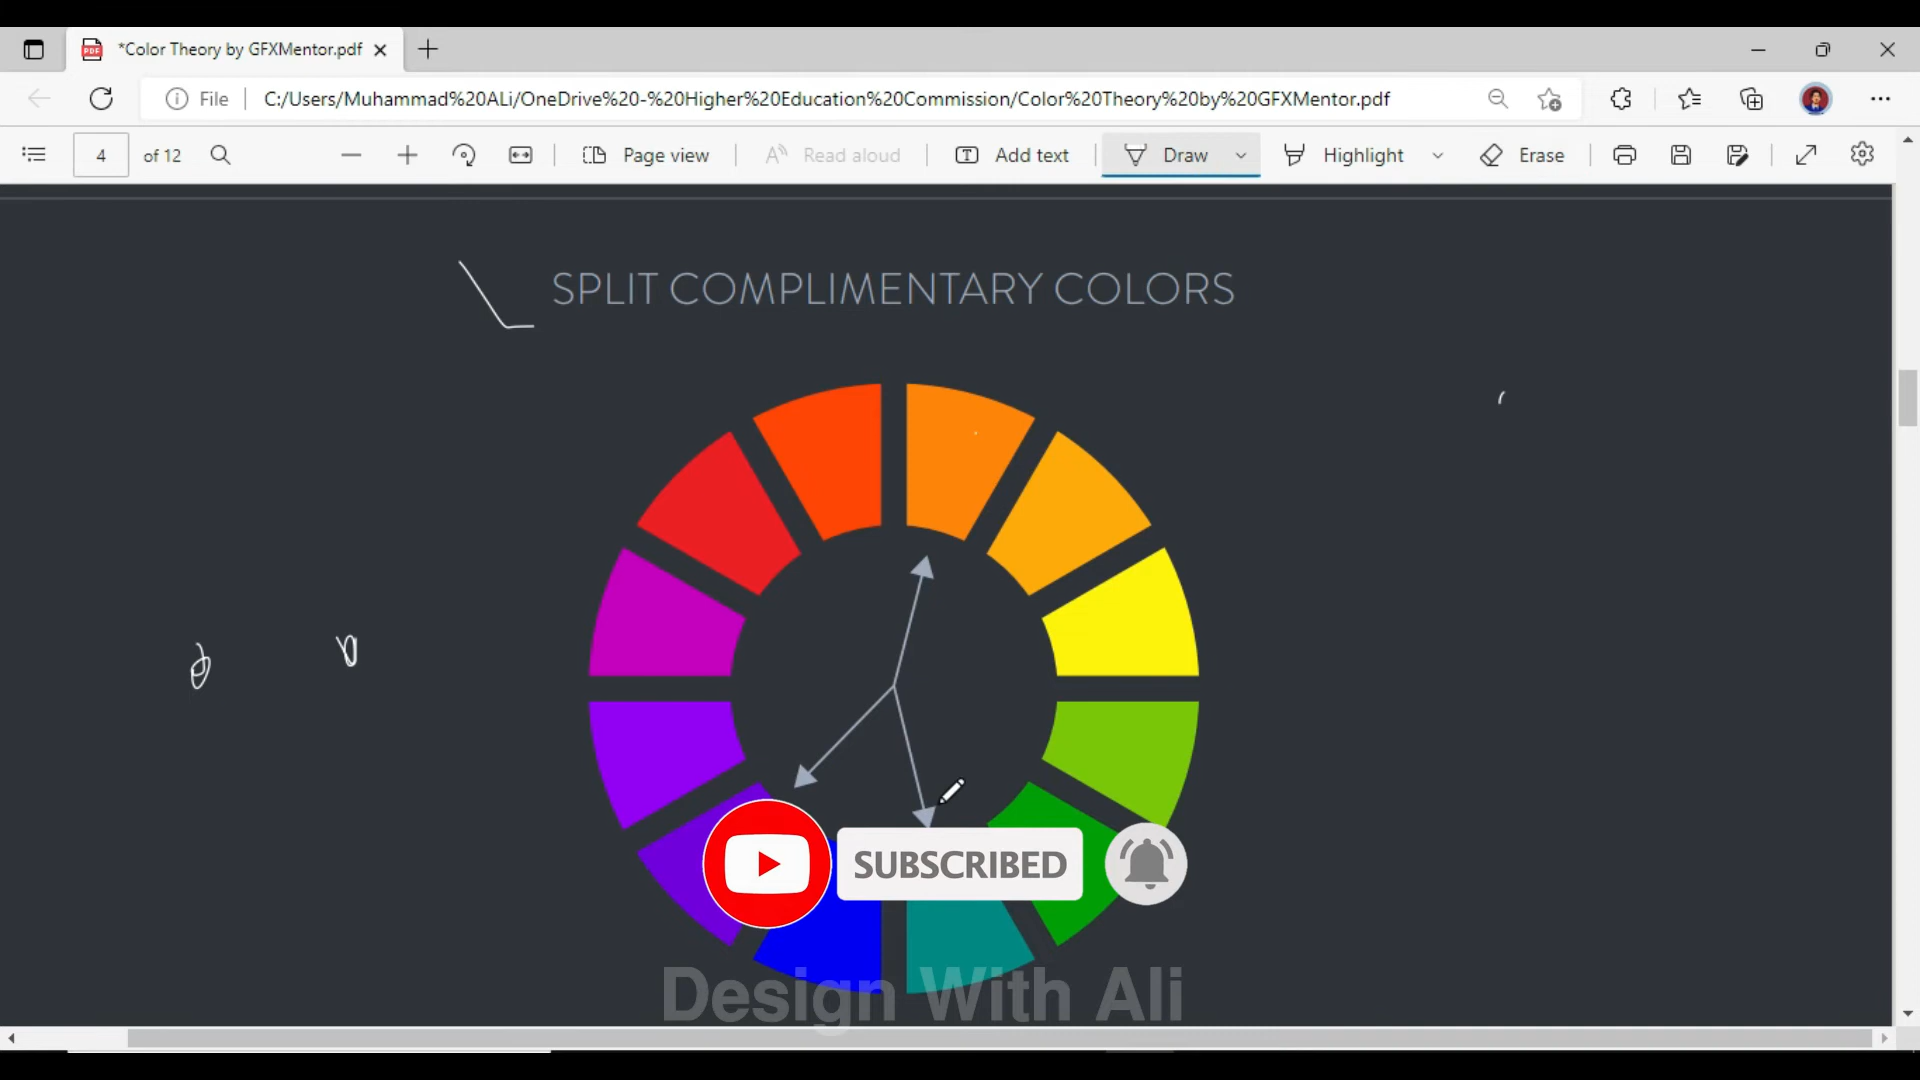 *Color Theory by GFXMentor.pdf
File C:/Users/Muhammad%20ALi/OneDrive%20-%20Higher%20Education%20Commission/Color%20Theory%20by%20GFXMentor.pdf
4 of 12 Page view Read aloud Add text Draw Highlight Erase
SPLIT COMPLIMENTARY COLORS
SUBSCRIBED
Design With Ali